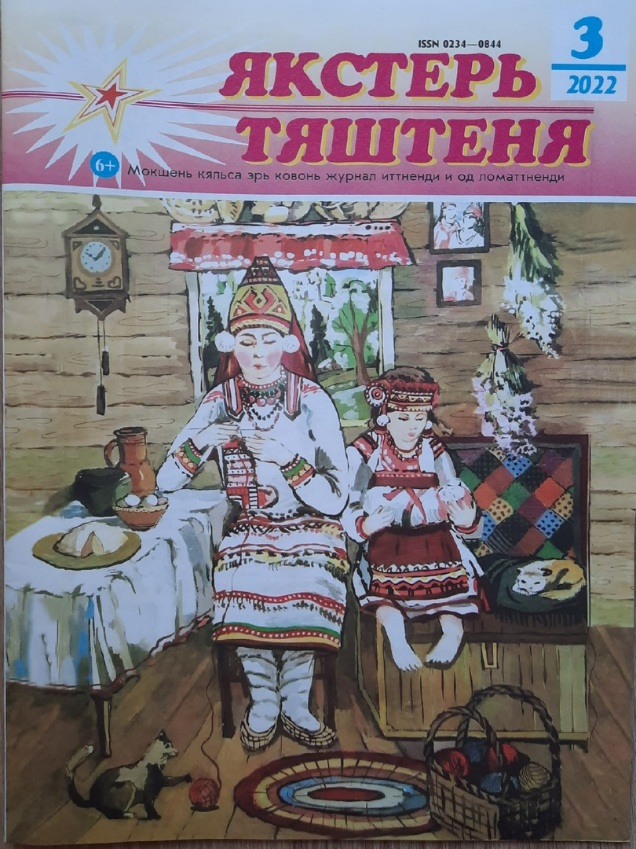 ISSN 0234—0844
3
2022
ЯКСТЕРЬ
ТЯШТЕНЯ
6+
Мокшень кяльса эрь ковонь журнал иттненди и од ломаттненди